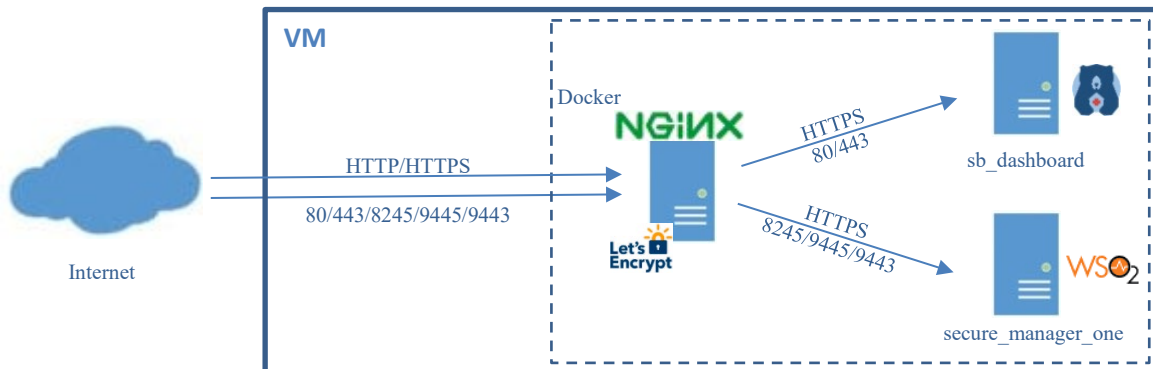 VM
Docker
NGINX
HTTPS
80/443
sb_dashboard
HTTP/HTTPS
80/443/8245/9445/9443
Let's
Encrypt
HTTPS
8245/9445/9443
Internet
WSO2
secure_manager_one